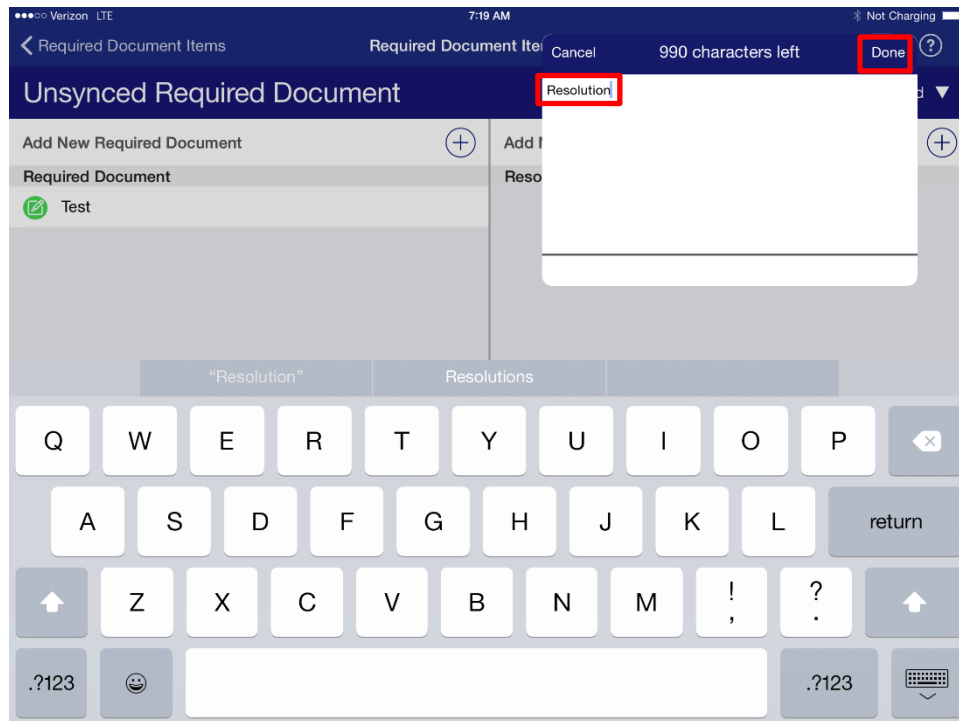 Verizon LTE 7:19 AM Not Charging
Required Document Items Required Document Ite
Cancel 990 characters left Done ?
Unsynced Required Document d
Resolution
Add New Required Document Add N
Required Document Reso
Test
"Resolution" Resolutions
Q W E R T Y U I O P
A S D F G H J K L return
Z X C V B N M ! , ? .
.?123 .?123